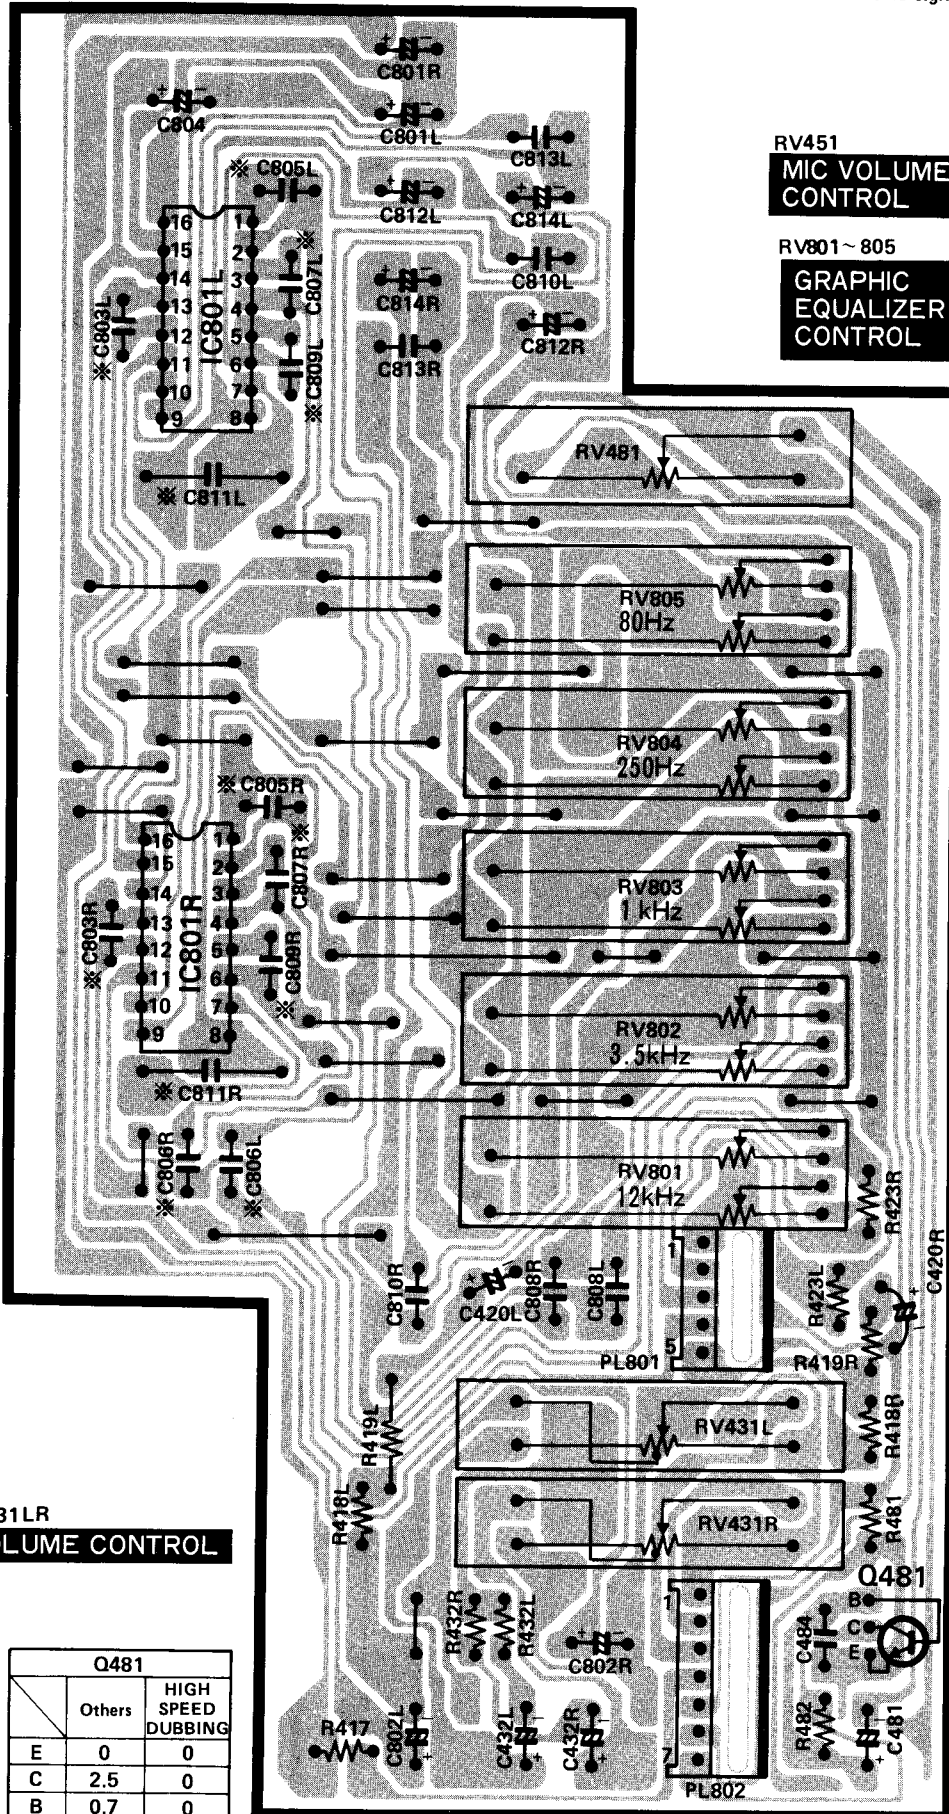 C801R
C804
C801L
C813L
RV451
MIC VOLUME
CONTROL
※ C805L
C812L
C814L
16 1
15 2
14 3
13 4
12 5
11 6
10 7
9 8
IC801L
※
C807L
C810L
RV801~805
GRAPHIC
EQUALIZER
CONTROL
C814R
※ C803L
C812R
C813R
※ C809L
RV481
※ C811L
RV805
80Hz
RV804
250Hz
※ C805R
16 1
15 2
14 3
13 4
12 5
11 6
10 7
9 8
IC801R
※
C807R
RV803
1 kHz
※ C803R
※ C809R
RV802
3.5kHz
※ C811R
※ C806R
※ C806L
RV801
12kHz
R423R
C810R
+ −
C420L
C808R
C808L
1
5
PL801
R423L
C420R
+
−
R419R
R419L
RV431L
R418R
R418L
RV431R
R481
31LR
LUME CONTROL
Q481
B
C
E
R432R
R432L
1
7
PL802
C484
C802R
Q481
Others HIGH SPEED DUBBING
E 0 0
C 2.5 0
B 0.7 0
R417
C802L
C432L
C432R
R482
C481